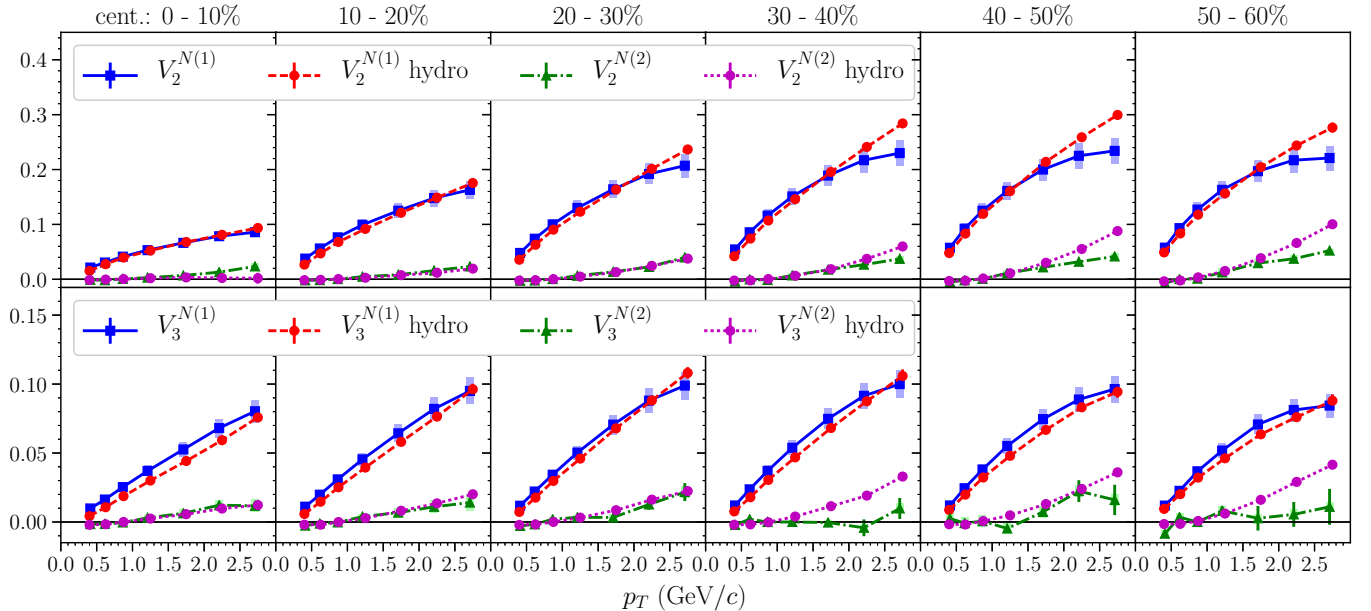 cent.: 0 - 10% 10 - 20% 20 - 30% 30 - 40% 40 - 50% 50 - 60%
0.4
V_2^{N(1)} V_2^{N(1)} hydro V_2^{N(2)} V_2^{N(2)} hydro
0.3
0.2
0.1
0.0
0.15
V_3^{N(1)} V_3^{N(1)} hydro V_3^{N(2)} V_3^{N(2)} hydro
0.10
0.05
0.00
0.0 0.5 1.0 1.5 2.0 2.5 0.0 0.5 1.0 1.5 2.0 2.5 0.0 0.5 1.0 1.5 2.0 2.5 0.0 0.5 1.0 1.5 2.0 2.5 0.0 0.5 1.0 1.5 2.0 2.5 0.0 0.5 1.0 1.5 2.0 2.5
p_T (GeV/c)